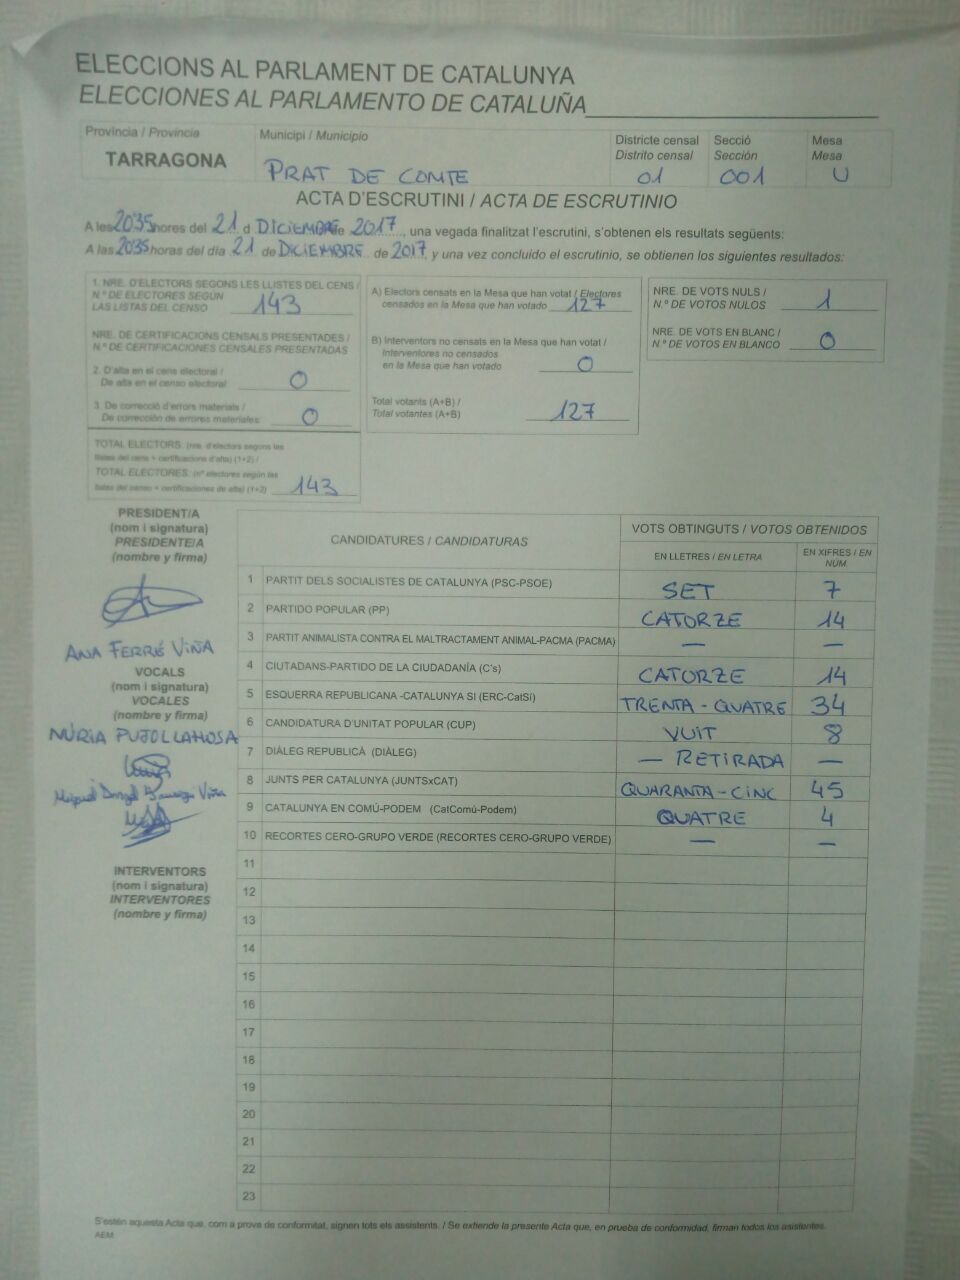 ELECCIONS AL PARLAMENT DE CATALUNYA
ELECCIONES AL PARLAMENTO DE CATALUÑA
Provincia / Provincia
TARRAGONA
Municipi / Municipio
PRAT DE COMTE
Districte censal
Distrito censal
01
Secció
Sección
001
Mesa
Mesa
U
ACTA D'ESCRUTINI / ACTA DE ESCRUTINIO
A les 2035 hores del 21 d DICIEMBRE de 2017, una vegada finalitzat l'escrutini, s'obtenen els resultats següents:
A las 2035 horas del día 21 de DICIEMBRE de 2017, y una vez concluido el escrutinio, se obtienen los siguientes resultados:
1. NRE. D'ELECTORS SEGONS LES LLISTES DEL CENS /
N.º DE ELECTORES SEGÚN
LAS LISTAS DEL CENSO 143
NRE. DE CERTIFICACIONS CENSALS PRESENTADES /
N.º DE CERTIFICACIONES CENSALES PRESENTADAS
2. D'alta en el cens electoral /
De alta en el censo electoral 0
3. De correcció d'errors materials /
De corrección de errores materiales: 0
TOTAL ELECTORS: (nre. d'electors segons les
llistes del cens + certificacions d'alta) (1+2) /
TOTAL ELECTORES: (nº electores según las
listas del censo + certificaciones de alta) (1+2) 143
A) Electors censats en la Mesa que han votat / Electores
censados en la Mesa que han votado 127
B) Interventors no censats en la Mesa que han votat /
Interventores no censados
en la Mesa que han votado 0
Total votants (A+B) /
Total votantes (A+B) 127
NRE. DE VOTS NULS /
N.º DE VOTOS NULOS 1
NRE. DE VOTS EN BLANC /
N.º DE VOTOS EN BLANCO 0
PRESIDENT/A
(nom i signatura)
PRESIDENTE/A
(nombre y firma)
ANA FERRÉ VIÑA
VOCALS
(nom i signatura)
VOCALES
(nombre y firma)
NÚRIA PUJOL LAMOSA
Miguel Viña
INTERVENTORS
(nom i signatura)
INTERVENTORES
(nombre y firma)
CANDIDATURES / CANDIDATURAS
VOTS OBTINGUTS / VOTOS OBTENIDOS
EN LLETRES / EN LETRA
EN XIFRES / EN NÚM.
1 PARTIT DELS SOCIALISTES DE CATALUNYA (PSC-PSOE) SET 7
2 PARTIDO POPULAR (PP) CATORZE 14
3 PARTIT ANIMALISTA CONTRA EL MALTRACTAMENT ANIMAL-PACMA (PACMA) — —
4 CIUTADANS-PARTIDO DE LA CIUDADANÍA (C's) CATORZE 14
5 ESQUERRA REPUBLICANA -CATALUNYA SI (ERC-CatSí) TRENTA-QUATRE 34
6 CANDIDATURA D'UNITAT POPULAR (CUP) VUIT 8
7 DIÀLEG REPUBLICÀ (DIÀLEG) — RETIRADA —
8 JUNTS PER CATALUNYA (JUNTSxCAT) QUARANTA-CINC 45
9 CATALUNYA EN COMÚ-PODEM (CatComú-Podem) QUATRE 4
10 RECORTES CERO-GRUPO VERDE (RECORTES CERO-GRUPO VERDE) — —
11
12
13
14
15
16
17
18
19
20
21
22
23
S'estén aquesta Acta que, com a prova de conformitat, signen tots els assistents. / Se extiende la presente Acta que, en prueba de conformidad, firman todos los asistentes.
AEM